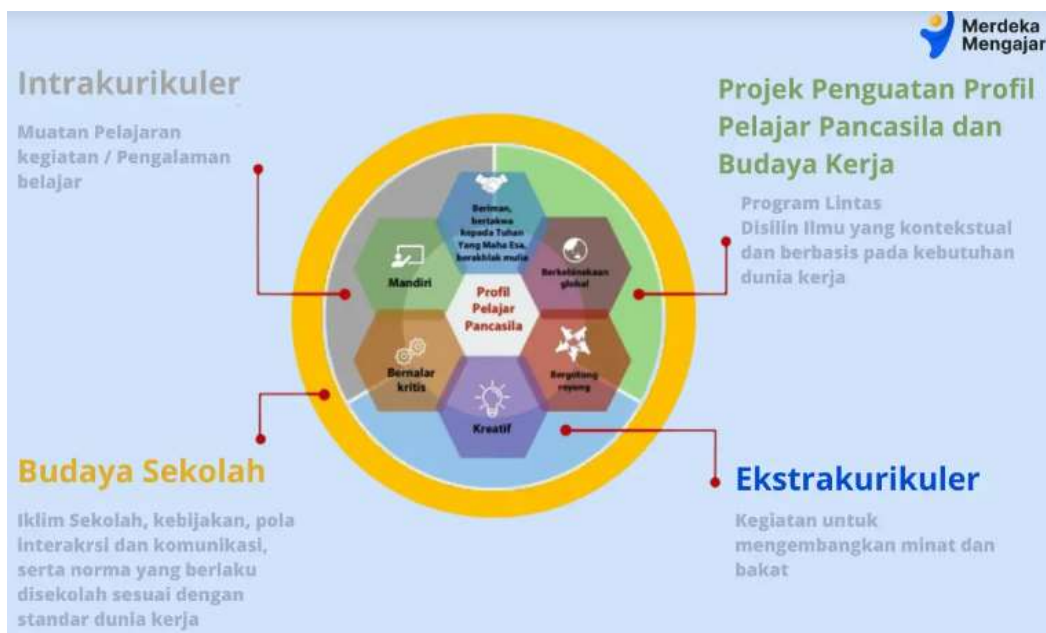 Merdeka
Mengajar
Intrakurikuler
Muatan Pelajaran
kegiatan / Pengalaman
belajar
Projek Penguatan Profil
Pelajar Pancasila dan
Budaya Kerja
Program Lintas
Disilin Ilmu yang kontekstual
dan berbasis pada kebutuhan
dunia kerja
Beriman,
bertakwa
kepada Tuhan
Yang Maha Esa,
berakhlak mulia
Mandiri
Berkebinekaan
global
Profil
Pelajar
Pancasila
Bernalar
kritis
Bergotong
royong
Kreatif
Budaya Sekolah
Iklim Sekolah, kebijakan, pola
interakrsi dan komunikasi,
serta norma yang berlaku
disekolah sesuai dengan
standar dunia kerja
Ekstrakurikuler
Kegiatan untuk
mengembangkan minat dan
bakat